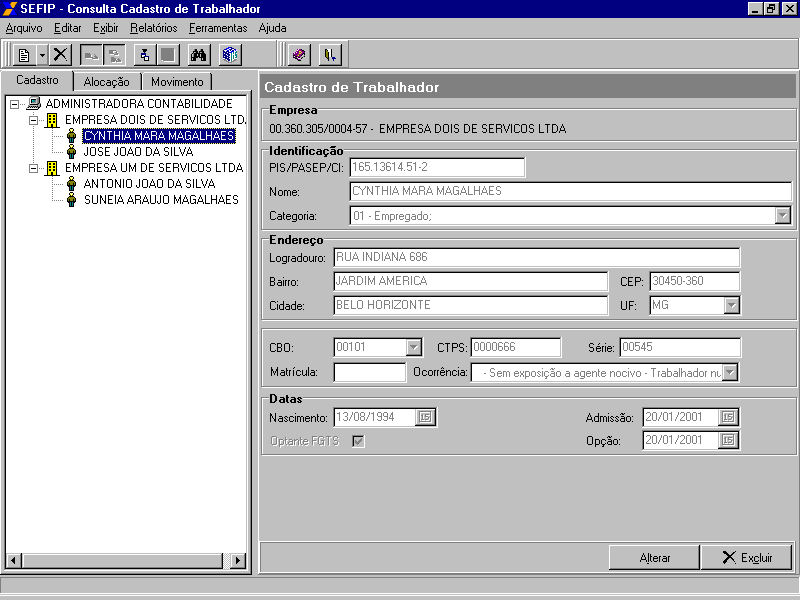 SEFIP - Consulta Cadastro de Trabalhador
Arquivo Editar Exibir Relatórios Ferramentas Ajuda
Cadastro Alocação Movimento
ADMINISTRADORA CONTABILIDADE
EMPRESA DOIS DE SERVICOS LTD.
CYNTHIA MARA MAGALHAES
JOSE JOAO DA SILVA
EMPRESA UM DE SERVICOS LTDA
ANTONIO JOAO DA SILVA
SUNEIA ARAUJO MAGALHAES
Cadastro de Trabalhador
Empresa
00.360.305/0004-57 - EMPRESA DOIS DE SERVICOS LTDA
Identificação
PIS/PASEP/CI: 165.13614.51-2
Nome: CYNTHIA MARA MAGALHAES
Categoria: 01 - Empregado;
Endereço
Logradouro: RUA INDIANA 686
Bairro: JARDIM AMERICA CEP: 30450-360
Cidade: BELO HORIZONTE UF: MG
CBO: 00101 CTPS: 0000666 Série: 00545
Matrícula: Ocorrência: - Sem exposição a agente nocivo - Trabalhador nu
Datas
Nascimento: 13/08/1994 15 Admissão: 20/01/2001 15
Optante FGTS Opção: 20/01/2001 15
Alterar Excluir